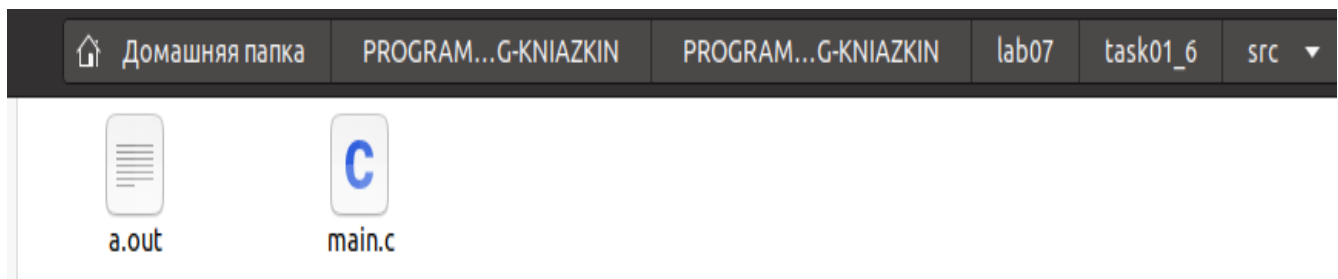 Домашняя папка PROGRAM...G-KNIAZKIN PROGRAM...G-KNIAZKIN lab07 task01_6 src
C
a.out main.c